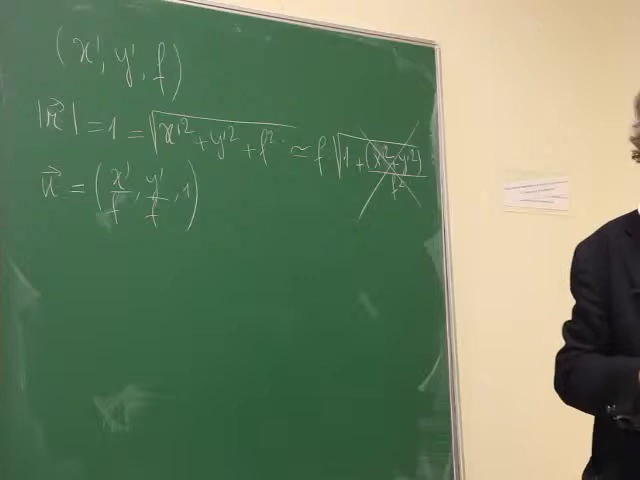 (x', y', f)
|n⃗| = 1 = √x'² + y'² + f² ≃ f √1 + (x'² + y'²)/f²
n⃗ = (x'/f, y'/f, 1)